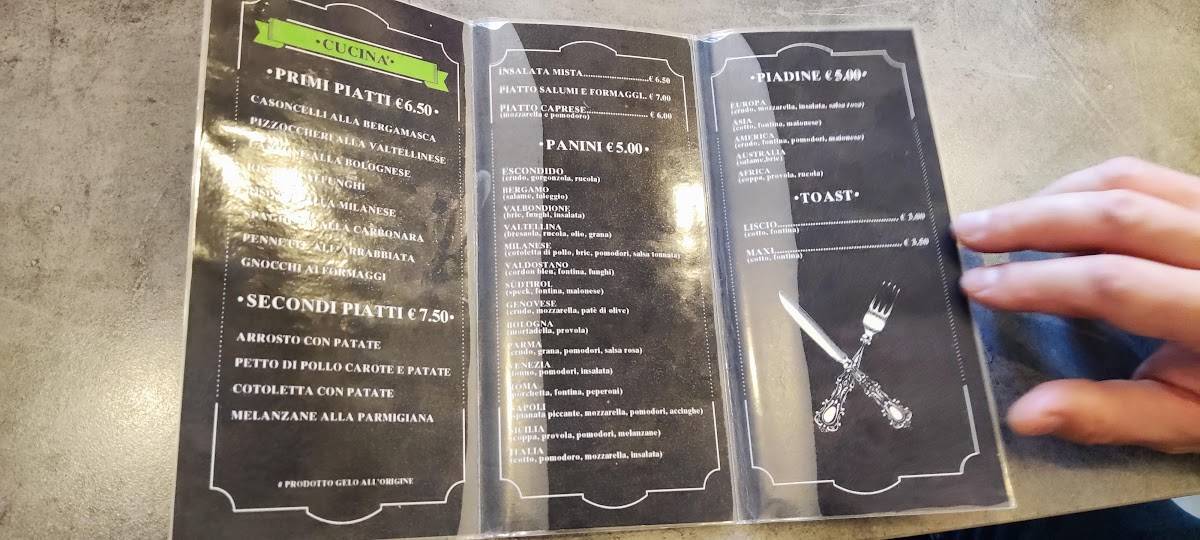 CUCINA'
•PRIMI PIATTI € 6.50•
CASONCELLI ALLA BERGAMASCA
PIZZOCCHERI ALLA VALTELLINESE
ALLA BOLOGNESE
FUNGHI
ALLA MILANESE
ALLA CARBONARA
PENNETTE ALL'ARRABBIATA
GNOCCHI AI FORMAGGI
•SECONDI PIATTI € 7.50•
ARROSTO CON PATATE
PETTO DI POLLO CAROTE E PATATE
COTOLETTA CON PATATE
MELANZANE ALLA PARMIGIANA
# PRODOTTO GELO ALL'ORIGINE
INSALATA MISTA..............................€ 6.50
PIATTO SALUMI E FORMAGGI.. € 7.00
PIATTO CAPRESE........................... € 6.00
(mozzarella e pomodoro)
•PANINI € 5.00•
ESCONDIDO
(crudo, gorgonzola, rucola)
BERGAMO
(salame, taleggio)
VALBONDIONE
(brie, funghi, insalata)
VALTELLINA
(bresaola, rucola, olio, grana)
MILANESE
(cotoletta di pollo, brie, pomodori, salsa tonnata)
VALDOSTANO
(cordon bleu, fontina, funghi)
SÜDTIROL
(speck, fontina, maionese)
GENOVESE
(crudo, mozzarella, patè di olive)
BOLOGNA
(mortadella, provola)
PARMA
(crudo, grana, pomodori, salsa rosa)
VENEZIA
(tonno, pomodori, insalata)
ROMA
(porchetta, fontina, peperoni)
NAPOLI
(spianata piccante, mozzarella, pomodori, acciughe)
SICILIA
(coppa, provola, pomodori, melanzane)
ITALIA
(cotto, pomodoro, mozzarella, insalata)
•PIADINE € 5.00•
EUROPA
(crudo, mozzarella, insalata, salsa rosa)
ASIA
(cotto, fontina, maionese)
AMERICA
(crudo, fontina, pomodori, maionese)
AUSTRALIA
(salame, brie)
AFRICA
(coppa, provola, rucola)
•TOAST•
LISCIO.................................................. €
(cotto, fontina)
MAXI.................................................... €
(cotto, fontina)